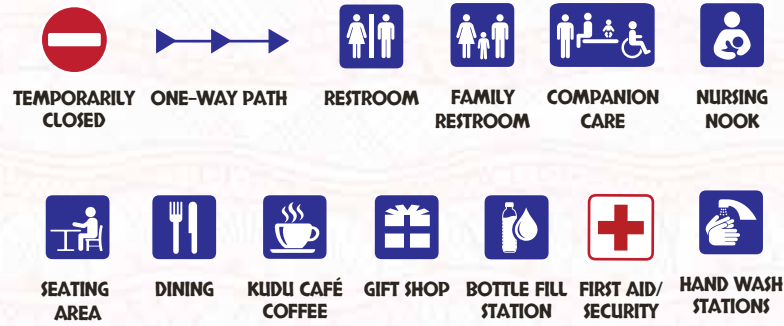 TEMPORARILY CLOSED
ONE-WAY PATH
RESTROOM
FAMILY RESTROOM
COMPANION CARE
NURSING NOOK
SEATING AREA
DINING
KUDU CAFÉ COFFEE
GIFT SHOP
BOTTLE FILL STATION
FIRST AID/ SECURITY
HAND WASH STATIONS